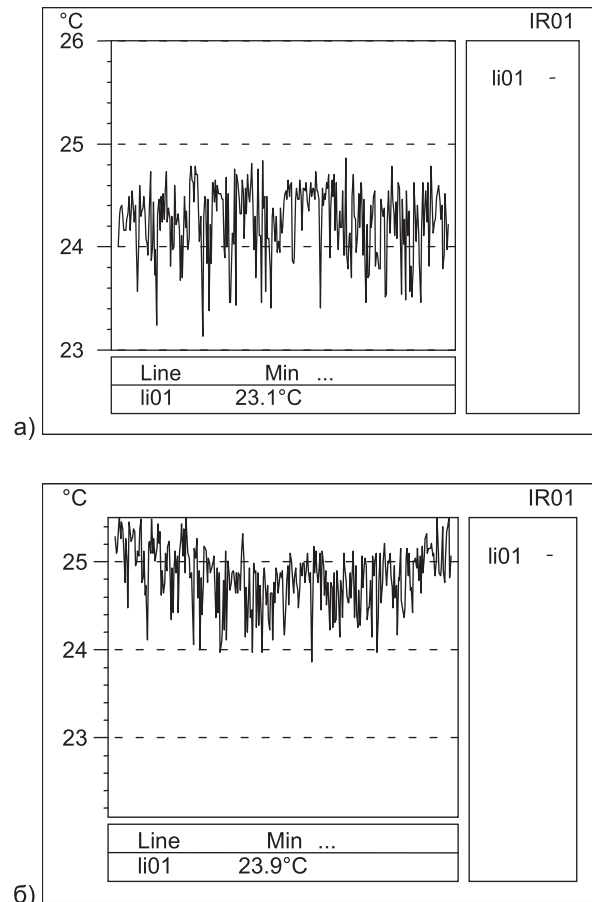 °C IR01
26
li01 -
25
24
23
Line Min ...
li01 23.1°C
а)
°C IR01
25
li01 -
24
23
Line Min ...
li01 23.9°C
б)